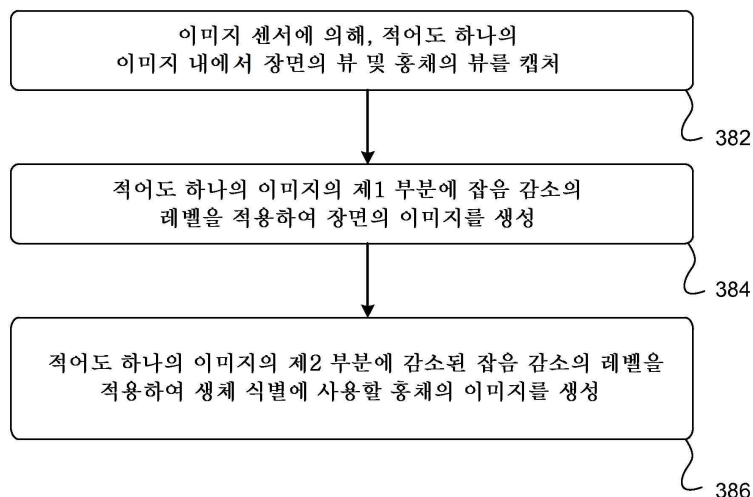 이미지 센서에 의해, 적어도 하나의
이미지 내에서 장면의 뷰 및 홍채의 뷰를 캡처
382
적어도 하나의 이미지의 제1 부분에 잡음 감소의
레벨을 적용하여 장면의 이미지를 생성
384
적어도 하나의 이미지의 제2 부분에 감소된 잡음 감소의 레벨을
적용하여 생체 식별에 사용할 홍채의 이미지를 생성
386